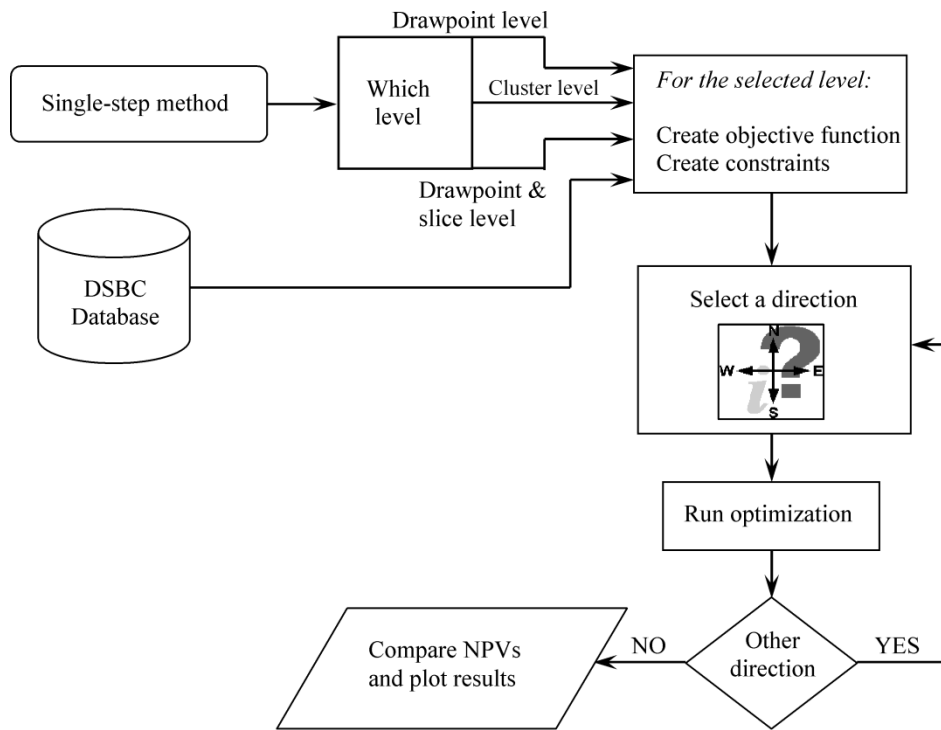 Drawpoint level
Single-step method
Which
level
Cluster level
For the selected level:
Create objective function
Create constraints
Drawpoint &
slice level
DSBC
Database
Select a direction
N
W
E
S
i?
Run optimization
Other
direction
NO
YES
Compare NPVs
and plot results